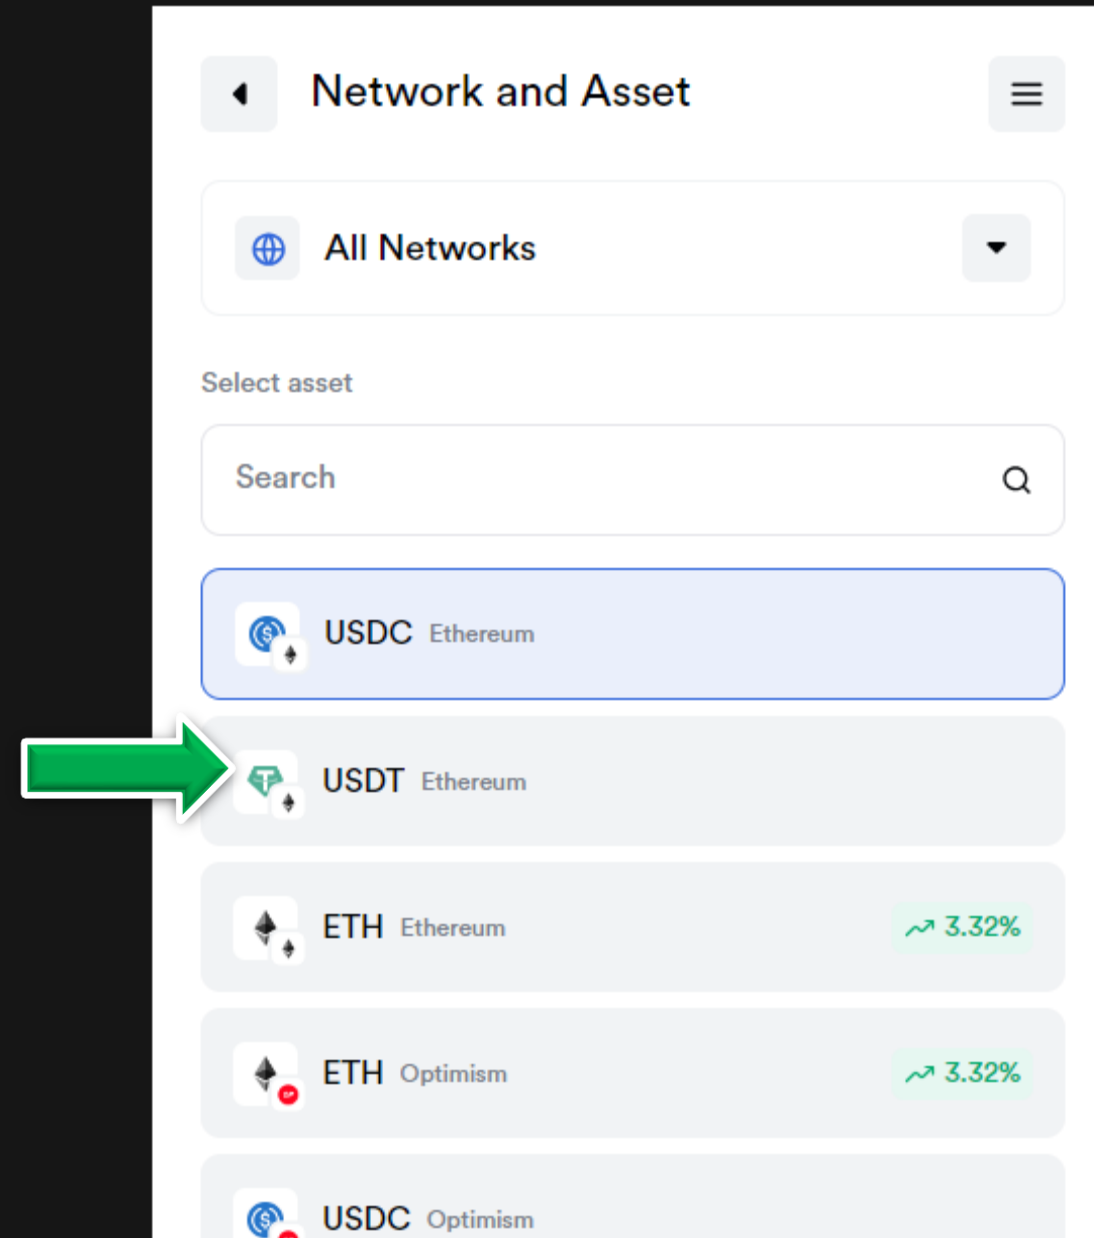 Network and Asset
All Networks
Select asset
Search
USDC Ethereum
USDT Ethereum
ETH Ethereum 3.32%
ETH Optimism 3.32%
USDC Optimism